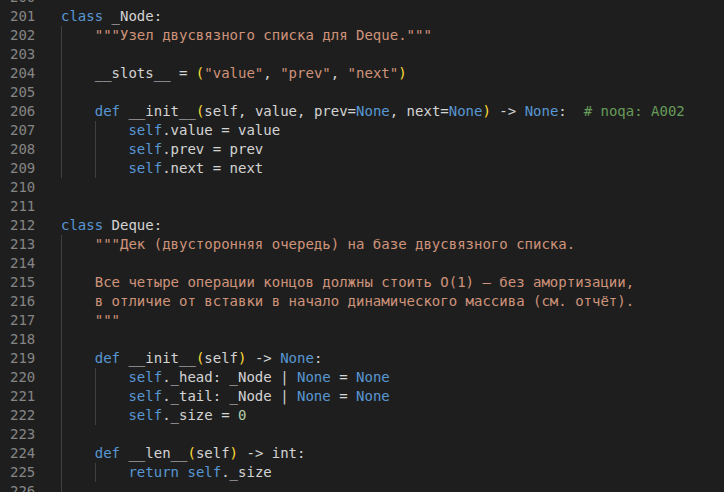 201 class _Node:
202     """Узел двусвязного списка для Deque."""
203
204     __slots__ = ("value", "prev", "next")
205
206     def __init__(self, value, prev=None, next=None) -> None:  # noqa: A002
207         self.value = value
208         self.prev = prev
209         self.next = next
210
211
212 class Deque:
213     """Дек (двусторонняя очередь) на базе двусвязного списка.
214
215     Все четыре операции концов должны стоить O(1) — без амортизации,
216     в отличие от вставки в начало динамического массива (см. отчёт).
217     """
218
219     def __init__(self) -> None:
220         self._head: _Node | None = None
221         self._tail: _Node | None = None
222         self._size = 0
223
224     def __len__(self) -> int:
225         return self._size
226